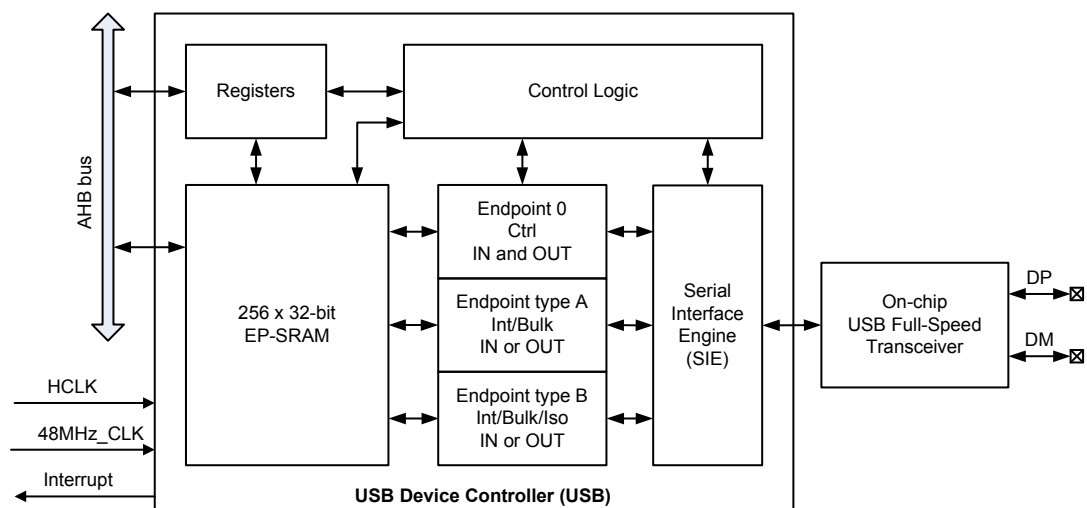 Registers
Control Logic
AHB bus
256 x 32-bit
EP-SRAM
Endpoint 0
Ctrl
IN and OUT
Endpoint type A
Int/Bulk
IN or OUT
Endpoint type B
Int/Bulk/Iso
IN or OUT
Serial
Interface
Engine
(SIE)
On-chip
USB Full-Speed
Transceiver
DP
DM
HCLK
48MHz_CLK
Interrupt
USB Device Controller (USB)